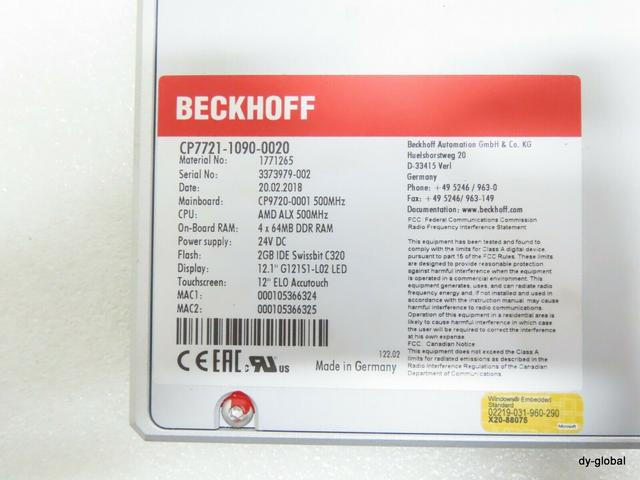 BECKHOFF
CP7721-1090-0020
Material No: 1771265
Serial No: 3373979-002
Date: 20.02.2018
Mainboard: CP9720-0001 500MHz
CPU: AMD ALX 500MHz
On-Board RAM: 4 x 64MB DDR RAM
Power supply: 24V DC
Flash: 2GB IDE Swissbit C320
Display: 12.1" G121S1-L02 LED
Touchscreen: 12" ELO Accutouch
MAC1: 000105366324
MAC2: 000105366325
CE EAC c UL US
122.02
Made in Germany
Beckhoff Automation GmbH & Co. KG
Huelshorstweg 20
D-33415 Verl
Germany
Phone: +49 5246 / 963-0
Fax: +49 5246/ 963-149
Documentation: www.beckhoff.com
FCC: Federal Communications Commission
Radio Frequency Interference Statement
This equipment has been tested and found to
comply with the limits for Class A digital device,
pursuant to part 15 of the FCC Rules. These limits
are designed to provide reasonable protection
against harmful interference when the equipment
is operated in a commercial environment. This
equipment generates, uses, and can radiate radio
frequency energy and, if not installed and used in
accordance with the instruction manual, may cause
harmful interference to radio communications.
Operation of this equipment in a residential area is
likely to cause harmful interference in which case
the user will be required to correct the interference
at his own expense.
FCC: Canadian Notice
This equipment does not exceed the Class A
limits for radiated emissions as described in the
Radio Interference Regulations of the Canadian
Department of Communications.
Windows® Embedded
Standard
02219-031-960-290
X20-88075
Microsoft
dy-global